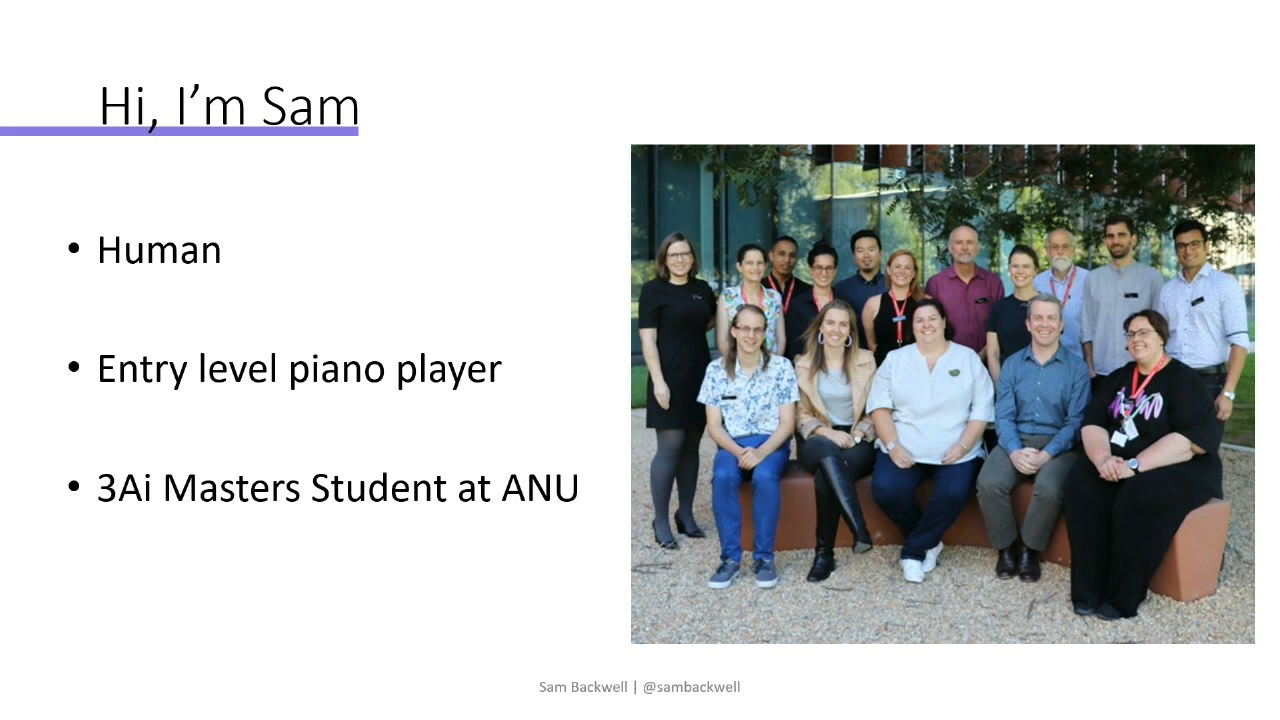 Hi, I’m Sam
• Human
• Entry level piano player
• 3Ai Masters Student at ANU
Sam Backwell | @sambackwell